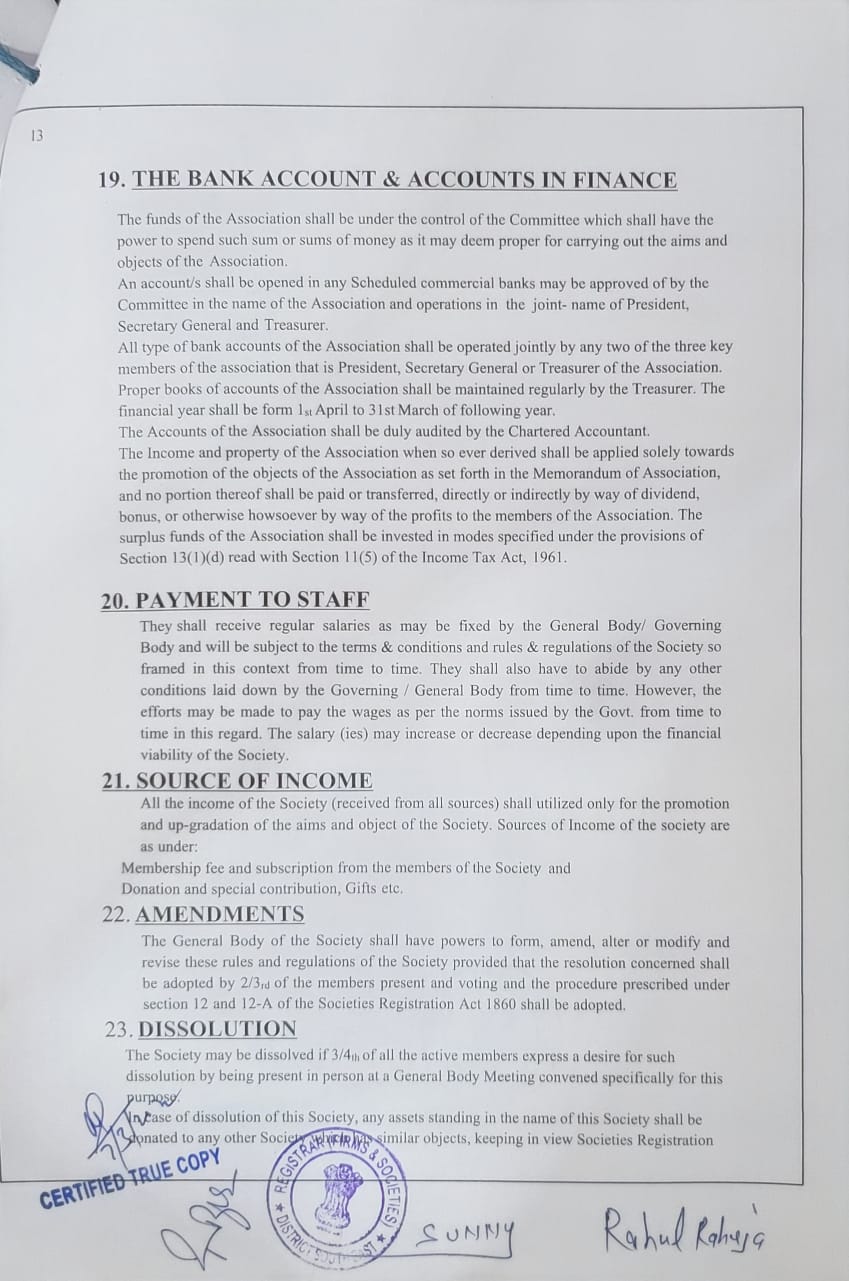 13
19. THE BANK ACCOUNT & ACCOUNTS IN FINANCE
The funds of the Association shall be under the control of the Committee which shall have the
power to spend such sum or sums of money as it may deem proper for carrying out the aims and
objects of the Association.
An account/s shall be opened in any Scheduled commercial banks may be approved of by the
Committee in the name of the Association and operations in the joint- name of President,
Secretary General and Treasurer.
All type of bank accounts of the Association shall be operated jointly by any two of the three key
members of the association that is President, Secretary General or Treasurer of the Association.
Proper books of accounts of the Association shall be maintained regularly by the Treasurer. The
financial year shall be form 1st April to 31st March of following year.
The Accounts of the Association shall be duly audited by the Chartered Accountant.
The Income and property of the Association when so ever derived shall be applied solely towards
the promotion of the objects of the Association as set forth in the Memorandum of Association,
and no portion thereof shall be paid or transferred, directly or indirectly by way of dividend,
bonus, or otherwise howsoever by way of the profits to the members of the Association. The
surplus funds of the Association shall be invested in modes specified under the provisions of
Section 13(1)(d) read with Section 11(5) of the Income Tax Act, 1961.
20. PAYMENT TO STAFF
They shall receive regular salaries as may be fixed by the General Body/ Governing
Body and will be subject to the terms & conditions and rules & regulations of the Society so
framed in this context from time to time. They shall also have to abide by any other
conditions laid down by the Governing / General Body from time to time. However, the
efforts may be made to pay the wages as per the norms issued by the Govt. from time to
time in this regard. The salary (ies) may increase or decrease depending upon the financial
viability of the Society.
21. SOURCE OF INCOME
All the income of the Society (received from all sources) shall utilized only for the promotion
and up-gradation of the aims and object of the Society. Sources of Income of the society are
as under:
Membership fee and subscription from the members of the Society and
Donation and special contribution, Gifts etc.
22. AMENDMENTS
The General Body of the Society shall have powers to form, amend, alter or modify and
revise these rules and regulations of the Society provided that the resolution concerned shall
be adopted by 2/3rd of the members present and voting and the procedure prescribed under
section 12 and 12-A of the Societies Registration Act 1860 shall be adopted.
23. DISSOLUTION
The Society may be dissolved if 3/4th of all the active members express a desire for such
dissolution by being present in person at a General Body Meeting convened specifically for this
purpose.
In case of dissolution of this Society, any assets standing in the name of this Society shall be
donated to any other Society similar objects, keeping in view Societies Registration
CERTIFIED TRUE COPY
REGISTRAR (FIRMS & SOCIETIES)
★ DISTRICT SOUTH EAST ★
SUNNY
Rahul Raheja